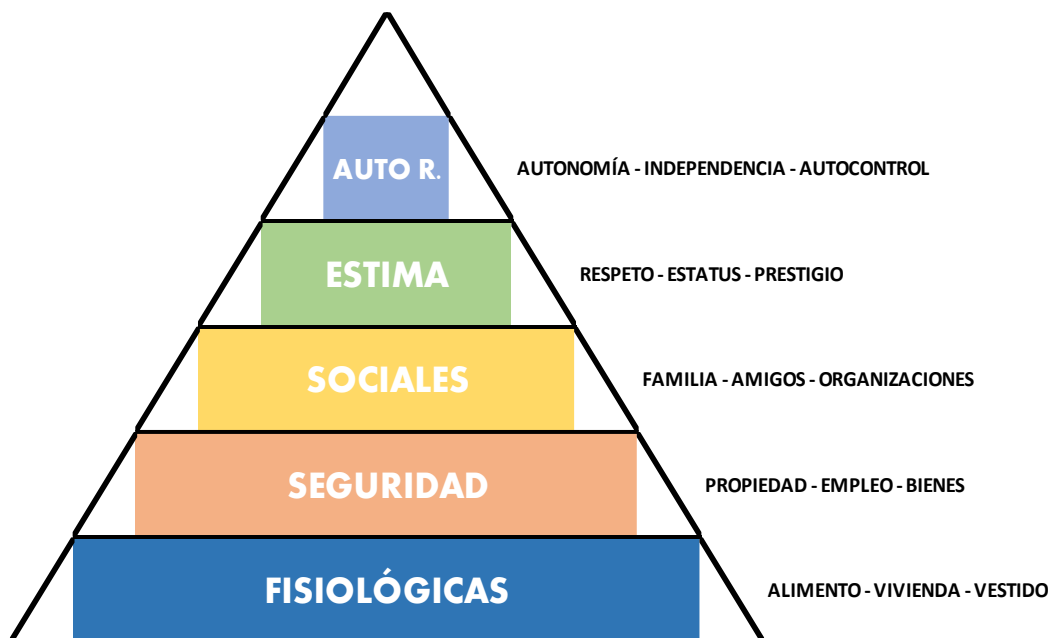 AUTO R.
AUTONOMÍA - INDEPENDENCIA - AUTOCONTROL
ESTIMA
RESPETO - ESTATUS - PRESTIGIO
SOCIALES
FAMILIA - AMIGOS - ORGANIZACIONES
SEGURIDAD
PROPIEDAD - EMPLEO - BIENES
FISIOLÓGICAS
ALIMENTO - VIVIENDA - VESTIDO